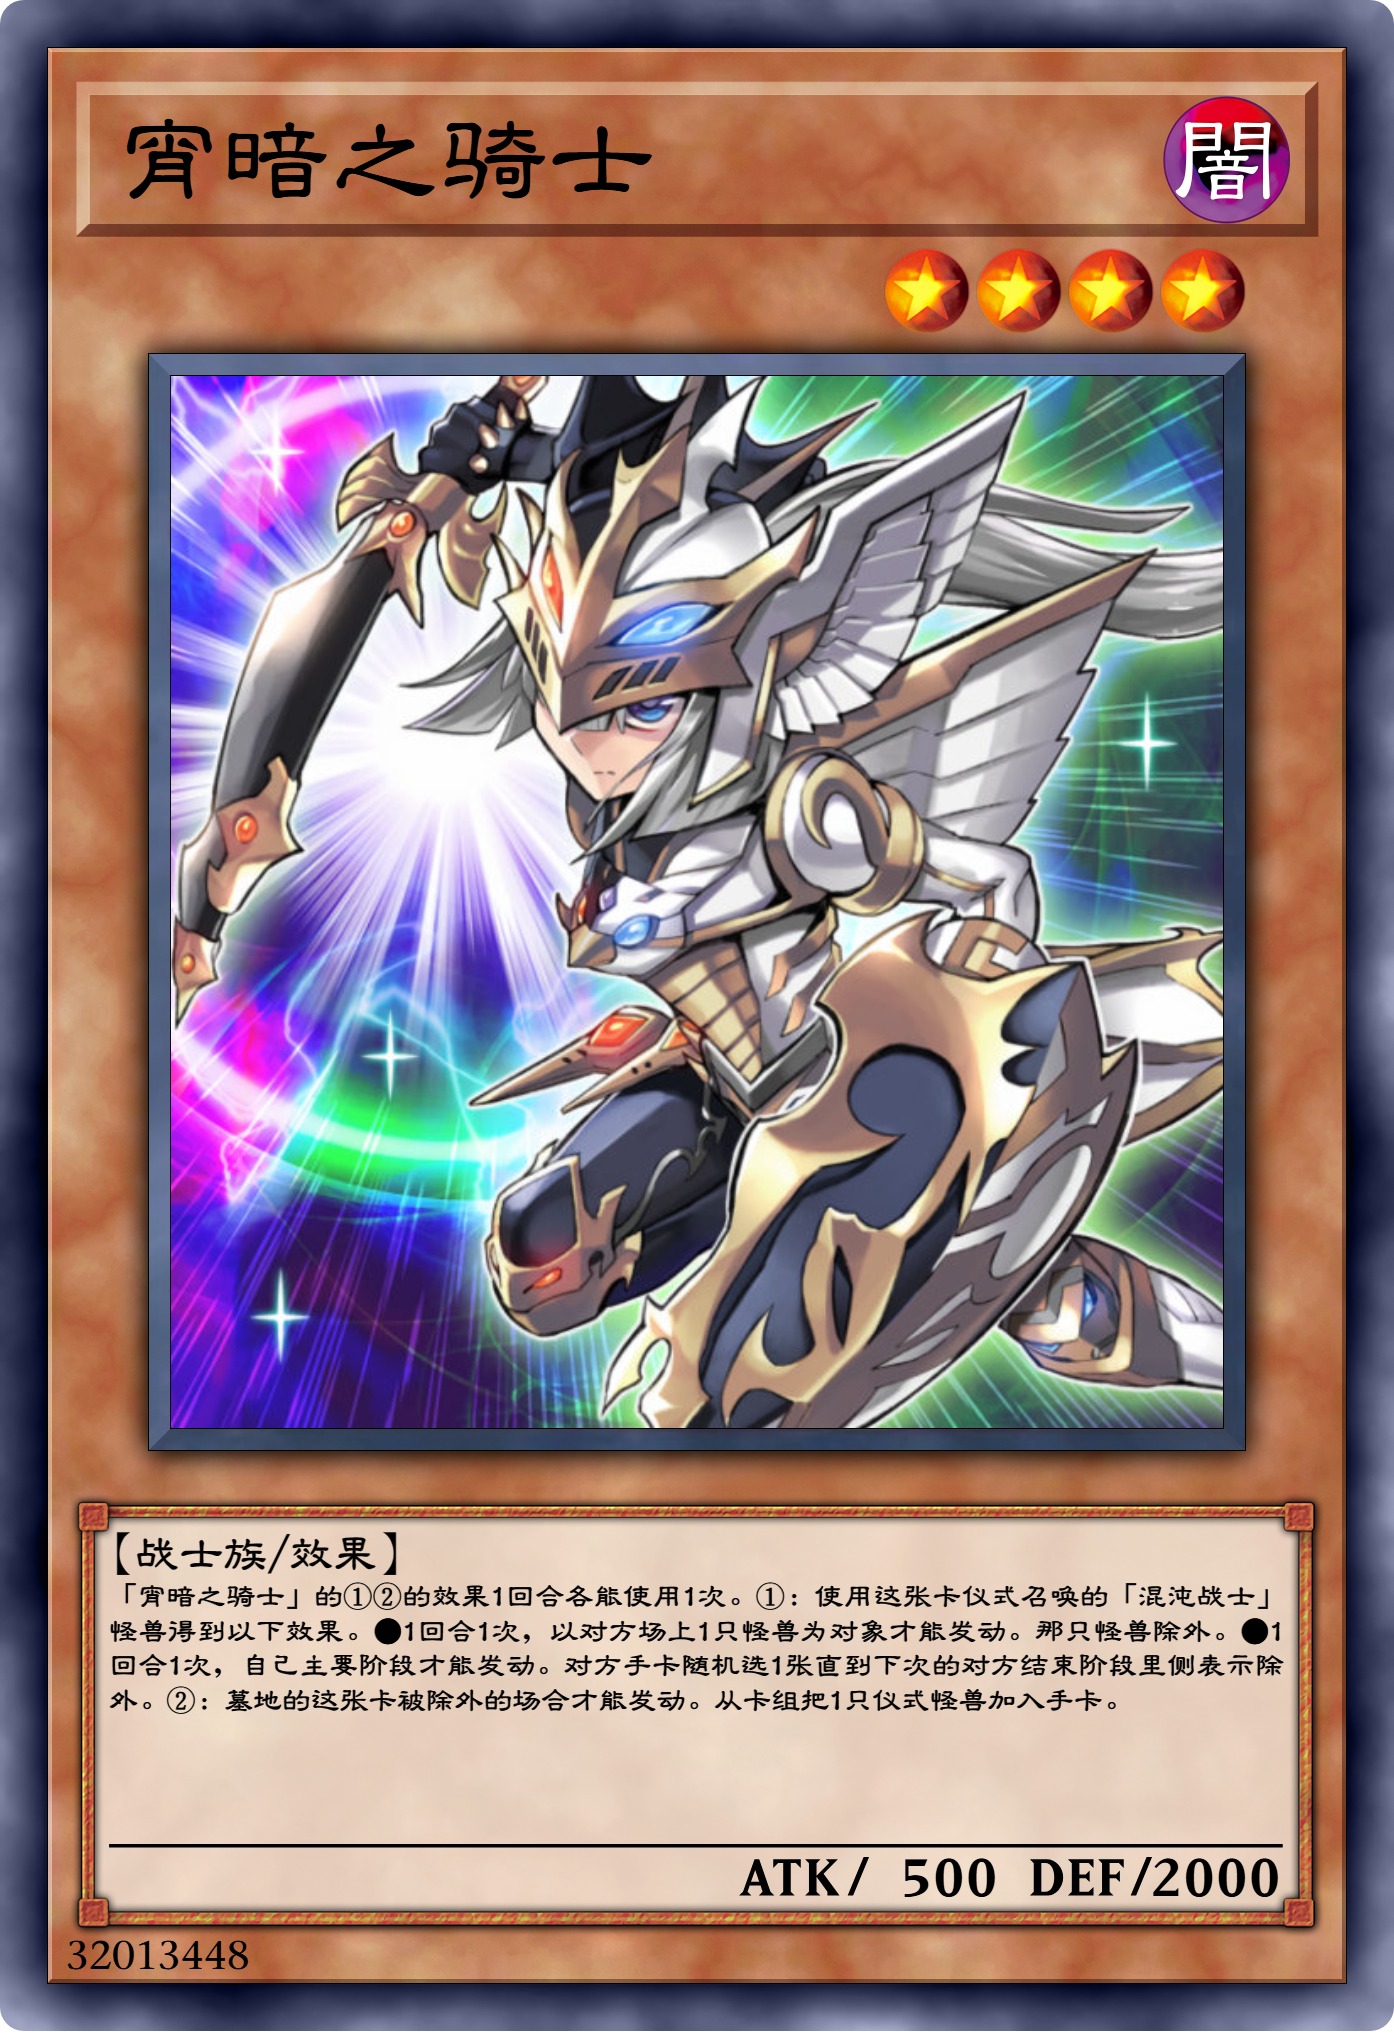 宵暗之骑士
闇
【战士族/效果】
「宵暗之骑士」的①②的效果1回合各能使用1次。①：使用这张卡仪式召唤的「混沌战士」
怪兽得到以下效果。●1回合1次，以对方场上1只怪兽为对象才能发动。那只怪兽除外。●1
回合1次，自己主要阶段才能发动。对方手卡随机选1张直到下次的对方结束阶段里侧表示除
外。②：墓地的这张卡被除外的场合才能发动。从卡组把1只仪式怪兽加入手卡。
ATK/ 500 DEF/2000
32013448